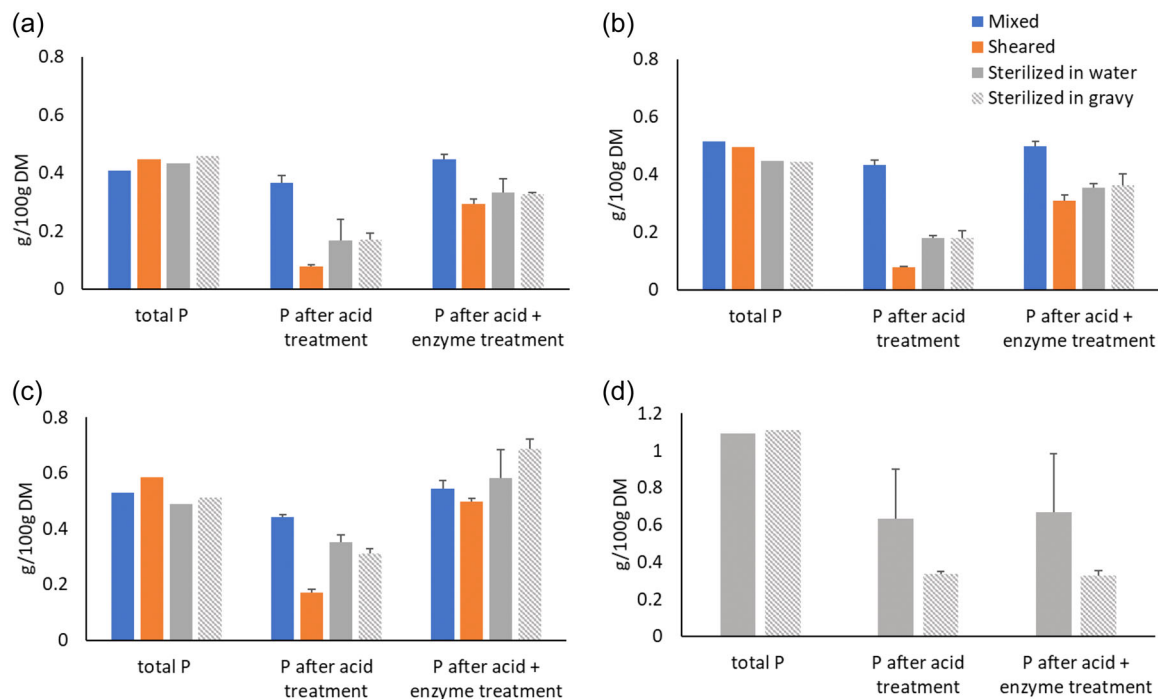 (a)
0.8
0.6
0.4
0.2
0
g/100g DM
total P
P after acid
treatment
P after acid +
enzyme treatment
(b)
Mixed
Sheared
Sterilized in water
Sterilized in gravy
0.8
0.6
0.4
0.2
0
g/100g DM
total P
P after acid
treatment
P after acid +
enzyme treatment
(c)
0.8
0.6
0.4
0.2
0
g/100g DM
total P
P after acid
treatment
P after acid +
enzyme treatment
(d)
1.2
1
0.8
0.6
0.4
0.2
0
g/100g DM
total P
P after acid
treatment
P after acid +
enzyme treatment